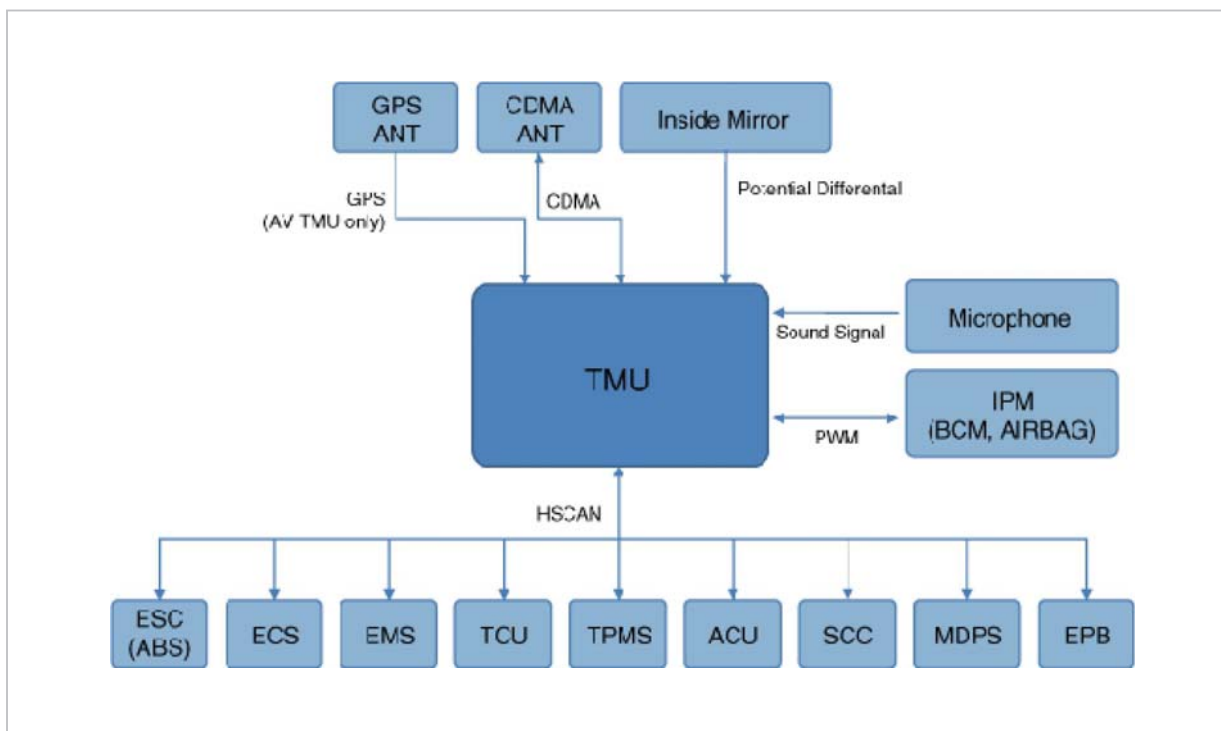 GPS
ANT
CDMA
ANT
Inside Mirror
GPS
(AV TMU only)
CDMA
Potential Differental
TMU
Microphone
Sound Signal
IPM
(BCM, AIRBAG)
PWM
HSCAN
ESC
(ABS)
ECS
EMS
TCU
TPMS
ACU
SCC
MDPS
EPB